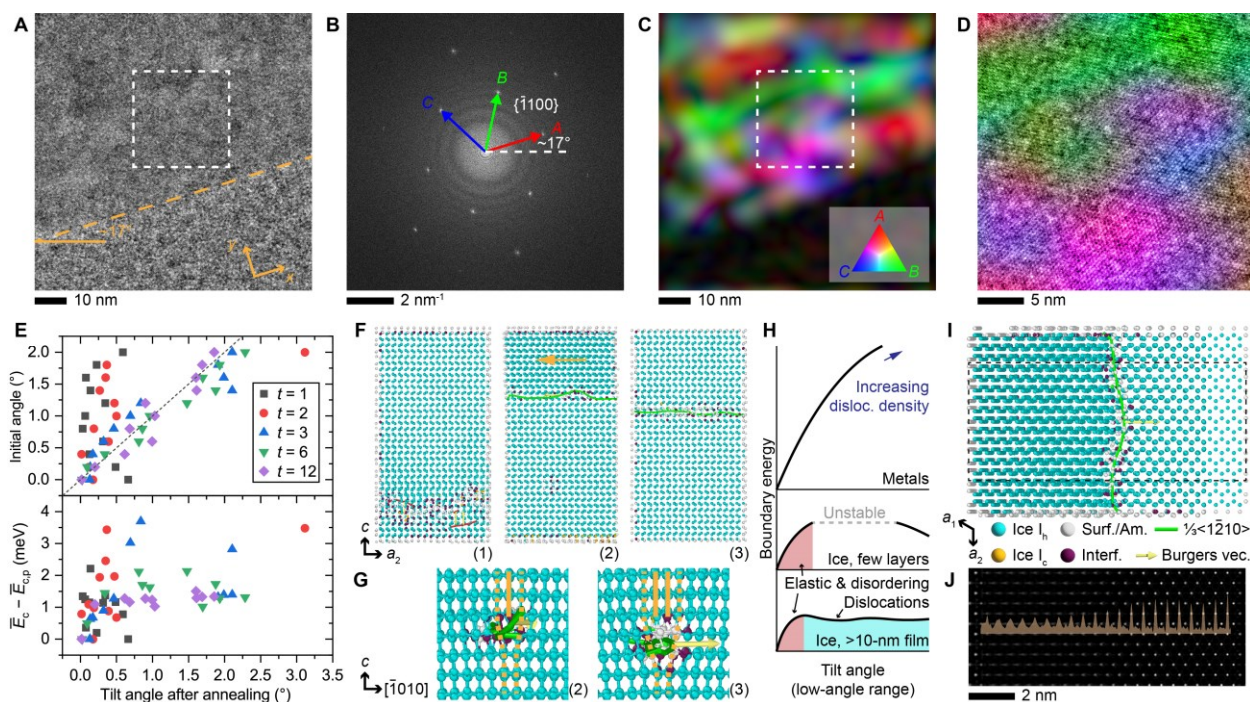 A
~17°
y
x
10 nm
B
C
B
{1̅100}
A
~17°
2 nm⁻¹
C
A
C
B
10 nm
D
5 nm
E
Initial angle (°)
2.0
1.5
1.0
0.5
0.0
t = 1
t = 2
t = 3
t = 6
t = 12
E̅c − E̅c,p (meV)
4
3
2
1
0
0.0 0.5 1.0 1.5 2.0 2.5 3.0 3.5
Tilt angle after annealing (°)
F
c
a₂
(1)
(2)
(3)
G
c
[1̅010]
(2)
(3)
H
Boundary energy
Increasing
disloc. density
Metals
Unstable
Ice, few layers
Elastic & disordering
Dislocations
Ice, >10-nm film
Tilt angle
(low-angle range)
I
a₁
a₂
Ice Iₕ
Surf./Am.
⅓<12̅10>
Ice I꜀
Interf.
Burgers vec.
J
2 nm